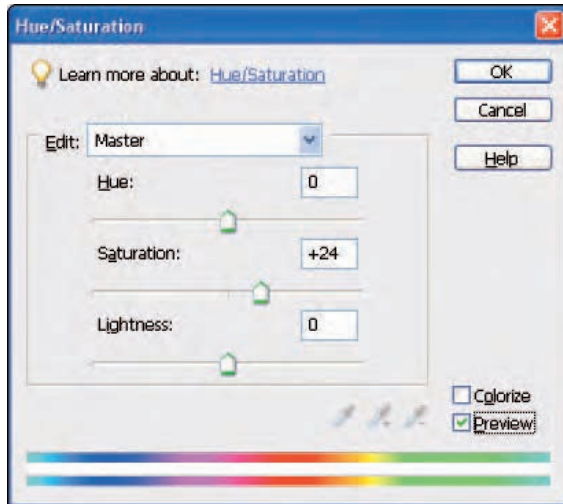 Hue/Saturation
Learn more about: Hue/Saturation
OK
Cancel
Help
Edit: Master
Hue: 0
Saturation: +24
Lightness: 0
Colorize
Preview